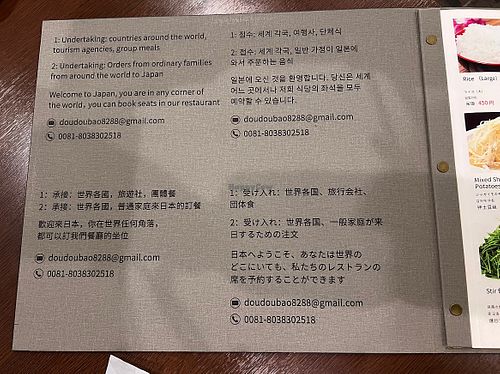 1: Undertaking: countries around the world,
tourism agencies, group meals
2: Undertaking: Orders from ordinary families
from around the world to Japan
Welcome to Japan, you are in any corner of
the world, you can book seats in our restaurant
doudoubao8288@gmail.com
0081-8038302518
1: 접수: 세계 각국, 여행사, 단체식
2: 접수: 세계 각국, 일반 가정이 일본에
와서 주문하는 음식
일본에 오신 것을 환영합니다. 당신은 세계
어느 곳에서나 저희 식당의 좌석을 모두
예약할 수 있습니다.
doudoubao8288@gmail.com
0081-8038302518
1：承接：世界各國，旅遊社，團體餐
2：承接：世界各國，普通家庭來日本的訂餐
歡迎來日本，你在世界任何角落，
都可以訂我們餐廳的坐位
doudoubao8288@gmail.com
0081-8038302518
1：受け入れ：世界各国、旅行会社、
団体食
2：受け入れ：世界各国、一般家庭が来
日するための注文
日本へようこそ、あなたは世界の
どこにいても、私たちのレストランの
席を予約することができます
doudoubao8288@gmail.com
0081-8038302518
Rice （Large）
450円
Mixed Sh
Potatoes
Stir f